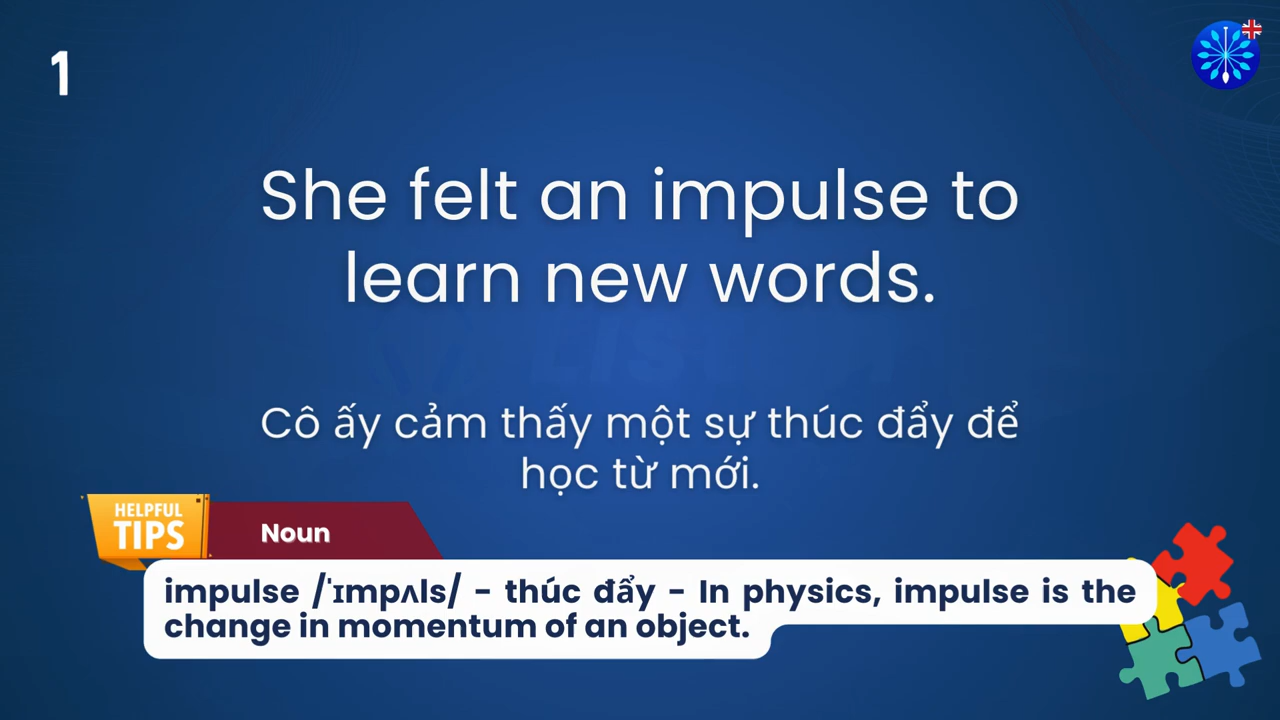 1
She felt an impulse to
learn new words.
Cô ấy cảm thấy một sự thúc đẩy để
học từ mới.
HELPFUL
TIPS
Noun
impulse /ˈɪmpʌls/ - thúc đẩy - In physics, impulse is the
change in momentum of an object.